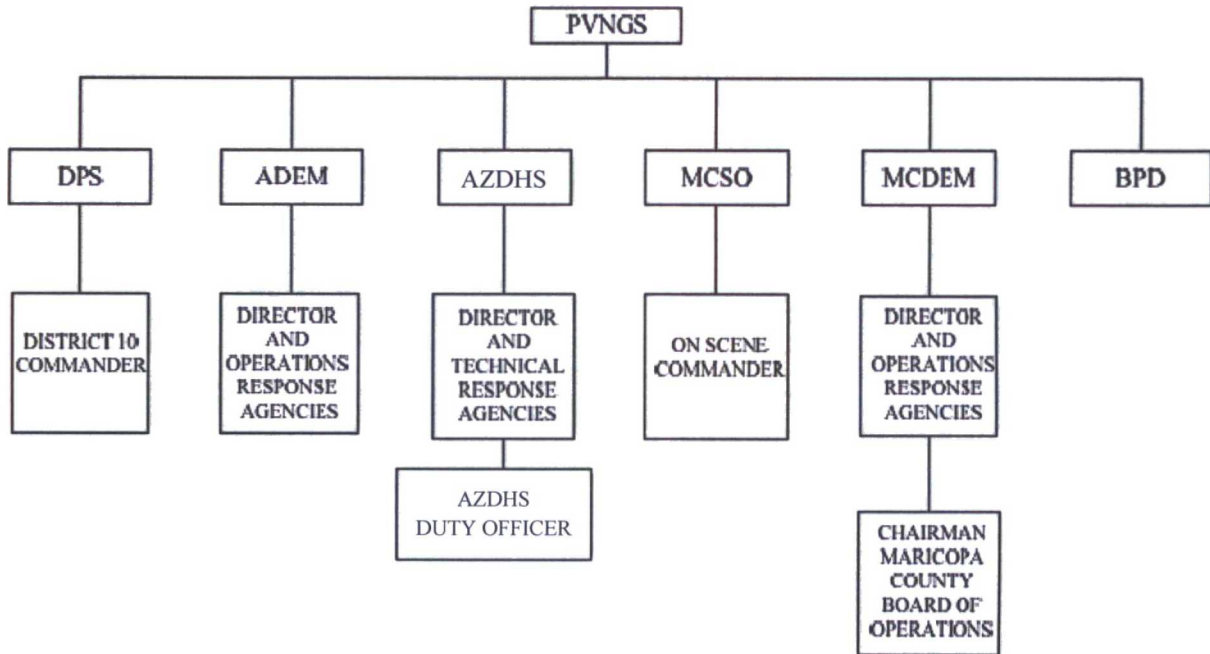 PVNGS
DPS
ADEM
AZDHS
MCSO
MCDEM
BPD
DISTRICT 10
COMMANDER
DIRECTOR
AND
OPERATIONS
RESPONSE
AGENCIES
DIRECTOR
AND
TECHNICAL
RESPONSE
AGENCIES
ON SCENE
COMMANDER
DIRECTOR
AND
OPERATIONS
RESPONSE
AGENCIES
AZDHS
DUTY OFFICER
CHAIRMAN
MARICOPA
COUNTY
BOARD OF
OPERATIONS